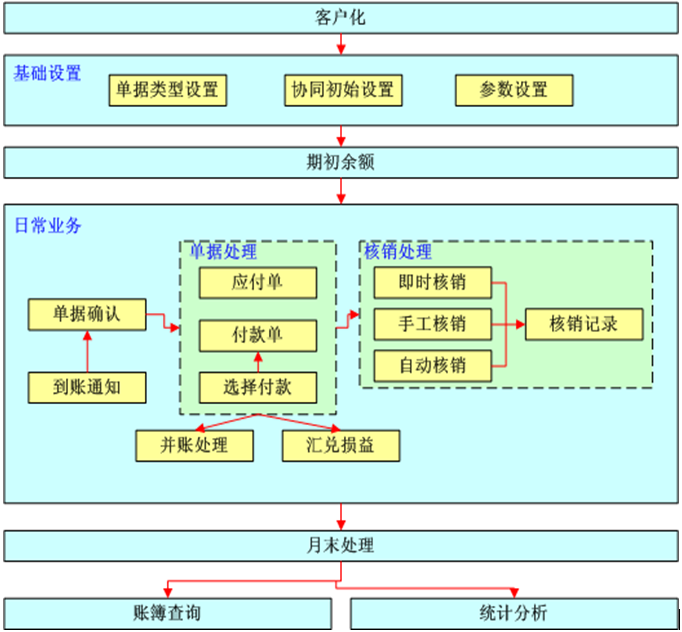 客户化
基础设置
单据类型设置
协同初始设置
参数设置
期初余额
日常业务
单据处理
核销处理
应付单
即时核销
单据确认
付款单
手工核销
核销记录
自动核销
到账通知
选择付款
并账处理
汇兑损益
月末处理
账簿查询
统计分析